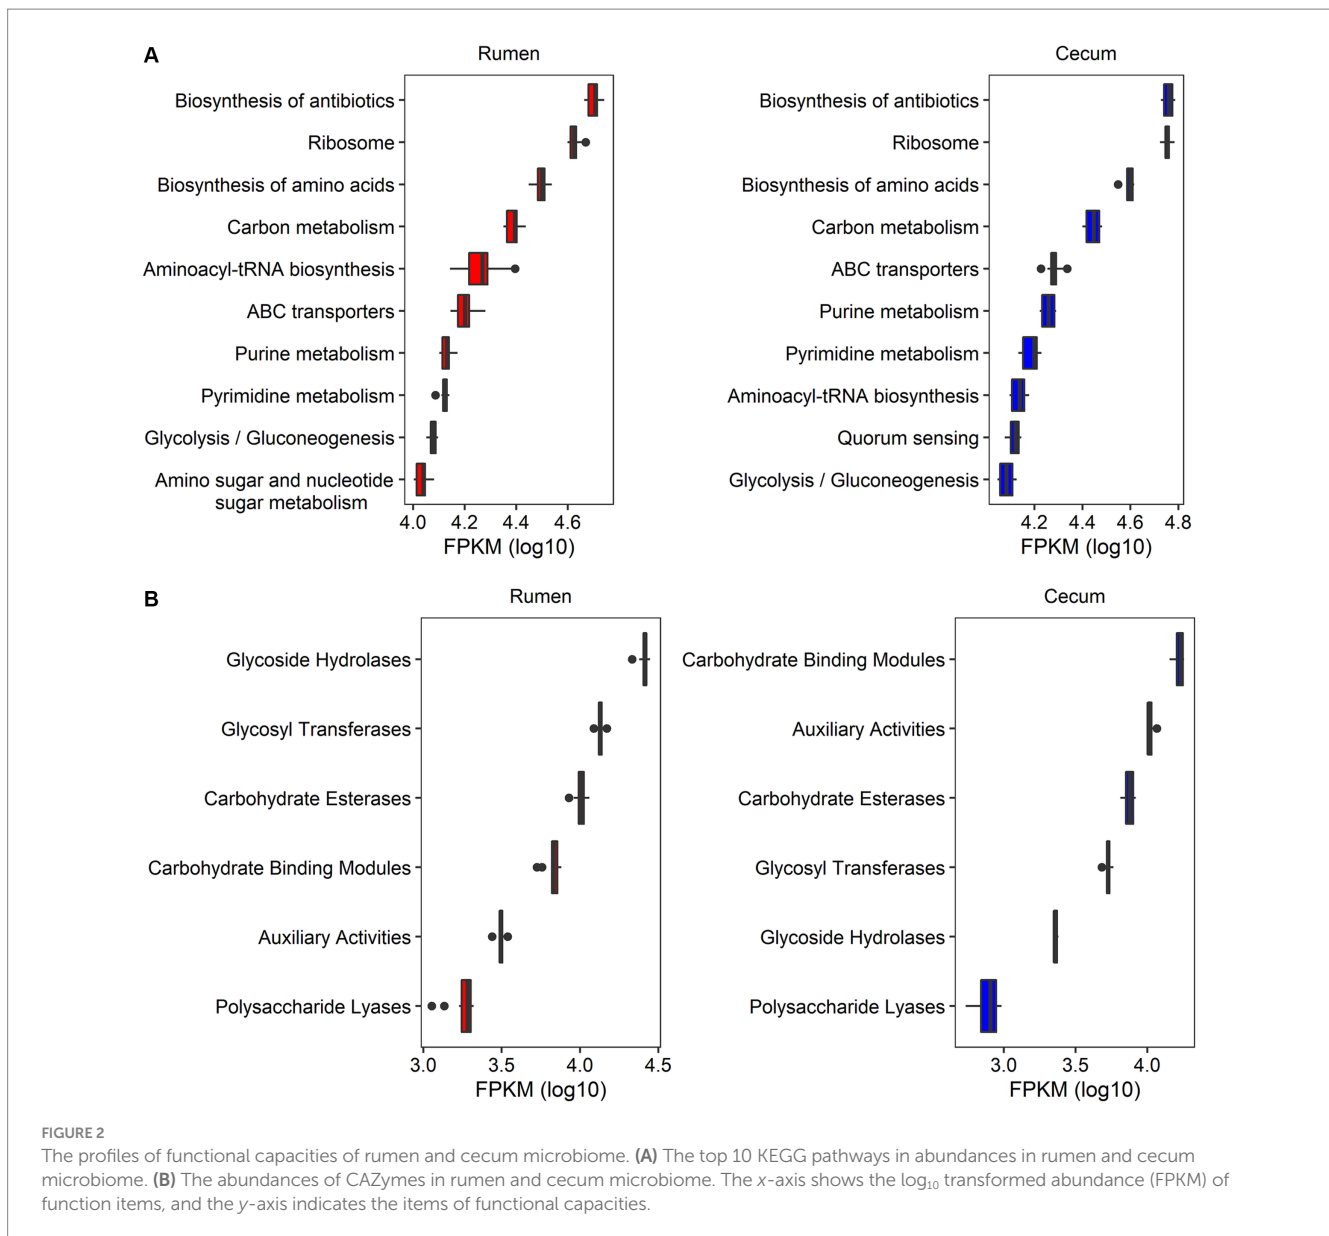 A
Rumen
Biosynthesis of antibiotics
Ribosome
Biosynthesis of amino acids
Carbon metabolism
Aminoacyl-tRNA biosynthesis
ABC transporters
Purine metabolism
Pyrimidine metabolism
Glycolysis / Gluconeogenesis
Amino sugar and nucleotide
sugar metabolism
4.0 4.2 4.4 4.6
FPKM (log10)
Cecum
Biosynthesis of antibiotics
Ribosome
Biosynthesis of amino acids
Carbon metabolism
ABC transporters
Purine metabolism
Pyrimidine metabolism
Aminoacyl-tRNA biosynthesis
Quorum sensing
Glycolysis / Gluconeogenesis
4.2 4.4 4.6 4.8
FPKM (log10)
B
Rumen
Glycoside Hydrolases
Glycosyl Transferases
Carbohydrate Esterases
Carbohydrate Binding Modules
Auxiliary Activities
Polysaccharide Lyases
3.0 3.5 4.0 4.5
FPKM (log10)
Cecum
Carbohydrate Binding Modules
Auxiliary Activities
Carbohydrate Esterases
Glycosyl Transferases
Glycoside Hydrolases
Polysaccharide Lyases
3.0 3.5 4.0
FPKM (log10)
FIGURE 2
The profiles of functional capacities of rumen and cecum microbiome. (A) The top 10 KEGG pathways in abundances in rumen and cecum
microbiome. (B) The abundances of CAZymes in rumen and cecum microbiome. The x-axis shows the log₁₀ transformed abundance (FPKM) of
function items, and the y-axis indicates the items of functional capacities.